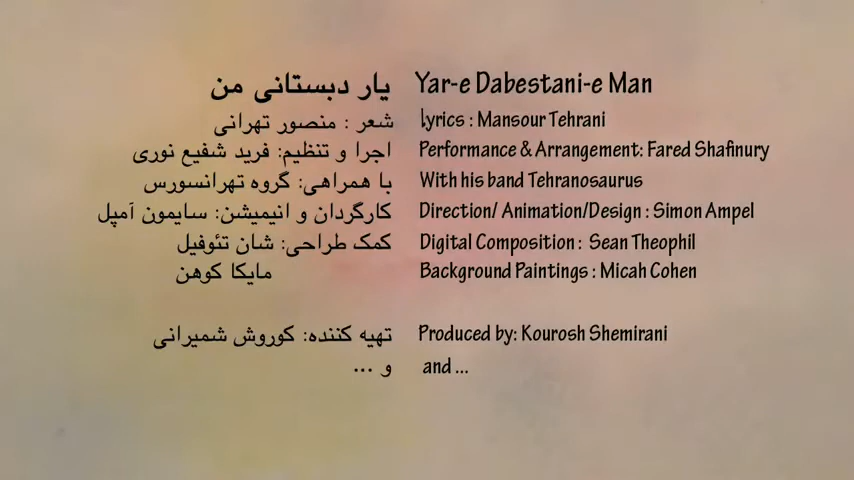 یار دبستانی من Yar-e Dabestani-e Man
شعر : منصور تهرانی Lyrics : Mansour Tehrani
اجرا و تنظیم: فرید شفیع نوری Performance & Arrangement: Fared Shafinury
با همراهی: گروه تهرانسورس With his band Tehranosaurus
کارگردان و انیمیشن: سایمون آمپل Direction/ Animation/Design : Simon Ampel
کمک طراحی: شان تئوفیل Digital Composition : Sean Theophil
مایکا کوهن Background Paintings : Micah Cohen
تهیه کننده: کوروش شمیرانی Produced by: Kourosh Shemirani
و ... and ...